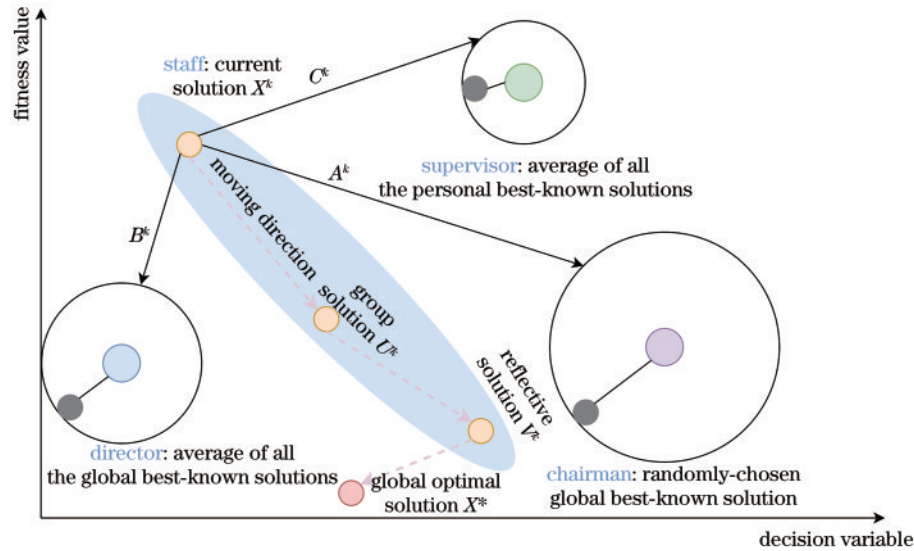 fitness value
staff: current
solution X^k
C^k
supervisor: average of all
the personal best-known solutions
A^k
moving direction
B^k
group
solution U^k
reflective
solution V^k
director: average of all
the global best-known solutions
global optimal
solution X*
chairman: randomly-chosen
global best-known solution
decision variable